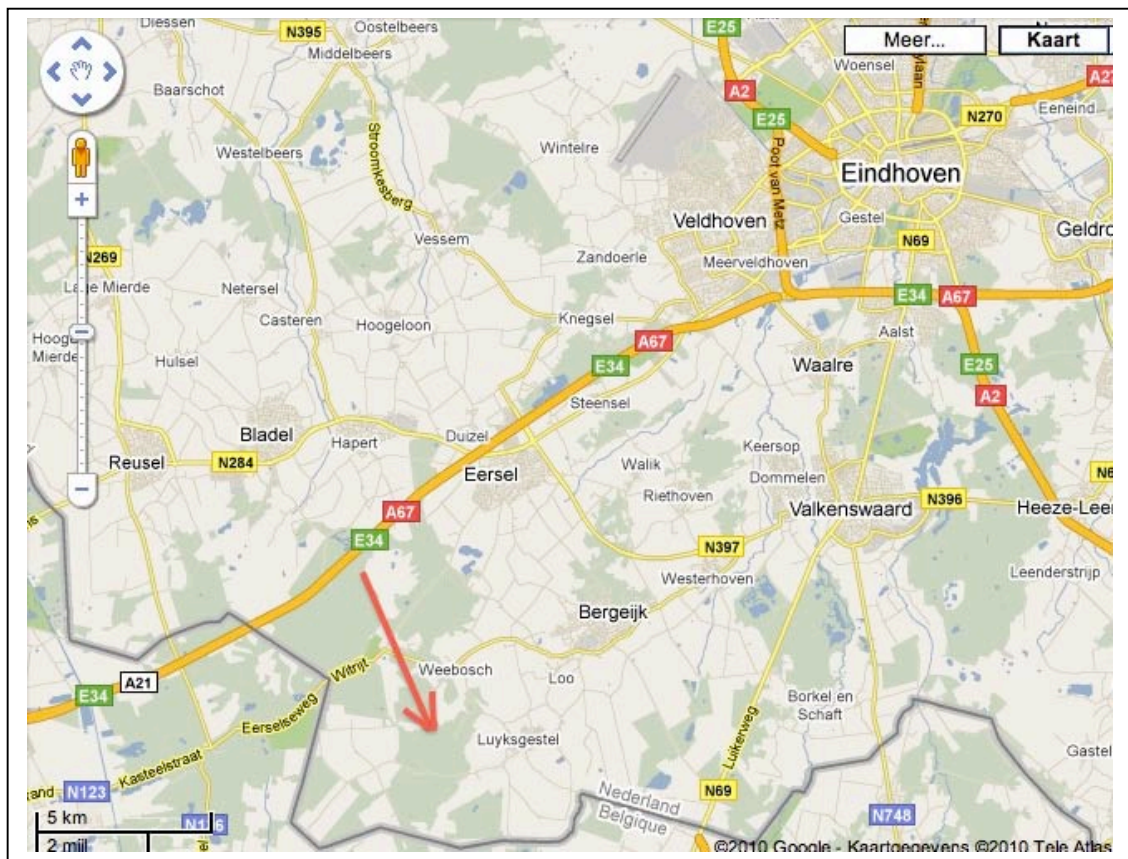 Diessen
N395
Oostelbeers
E25
Meer...
Kaart
Middelbeers
Woensel
A2
Baarschot
E25
N270
Eeneind
Westelbeers
Stroomkesberg
Wintelre
Poot van Metz
Eindhoven
Veldhoven
Gestel
Vessem
N69
Geldro
N269
Zandoerle
Meerveldhoven
Lage Mierde
Netersel
E34
A67
Casteren
Hoogeloon
Knegsel
Aalst
Hooge
Mierde
Hulsel
A67
E34
Waalre
E25
A2
Steensel
Bladel
Hapert
Duizel
Keersop
Reusel
N284
Eersel
Walik
Dommelen
Riethoven
N396
A67
Valkenswaard
Heeze-Leen
E34
N397
Westerhoven
Leenderstrijp
Bergeijk
Witrijt
Weebosch
Loo
A21
E34
Borkel en
Schaft
Eerselseweg
Luyksgestel
Luikerweg
Gastel
Kasteelstraat
N123
N69
Nederland
Belgique
N748
5 km
2 mijl
©2010 Google - Kaartgegevens ©2010 Tele Atlas